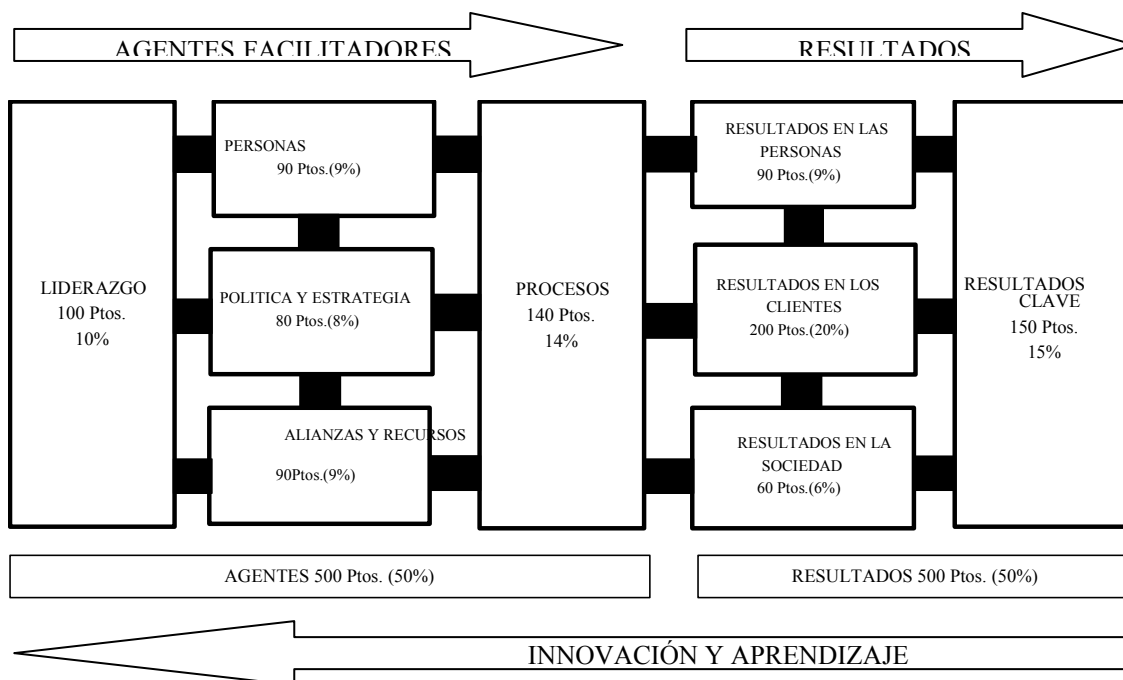 AGENTES FACILITADORES
RESULTADOS
LIDERAZGO
100 Ptos.
10%
PERSONAS
90 Ptos.(9%)
POLITICA Y ESTRATEGIA
80 Ptos.(8%)
ALIANZAS Y RECURSOS
90Ptos.(9%)
PROCESOS
140 Ptos.
14%
RESULTADOS EN LAS
PERSONAS
90 Ptos.(9%)
RESULTADOS EN LOS
CLIENTES
200 Ptos.(20%)
RESULTADOS EN LA
SOCIEDAD
60 Ptos.(6%)
RESULTADOS
CLAVE
150 Ptos.
15%
AGENTES 500 Ptos. (50%)
RESULTADOS 500 Ptos. (50%)
INNOVACIÓN Y APRENDIZAJE